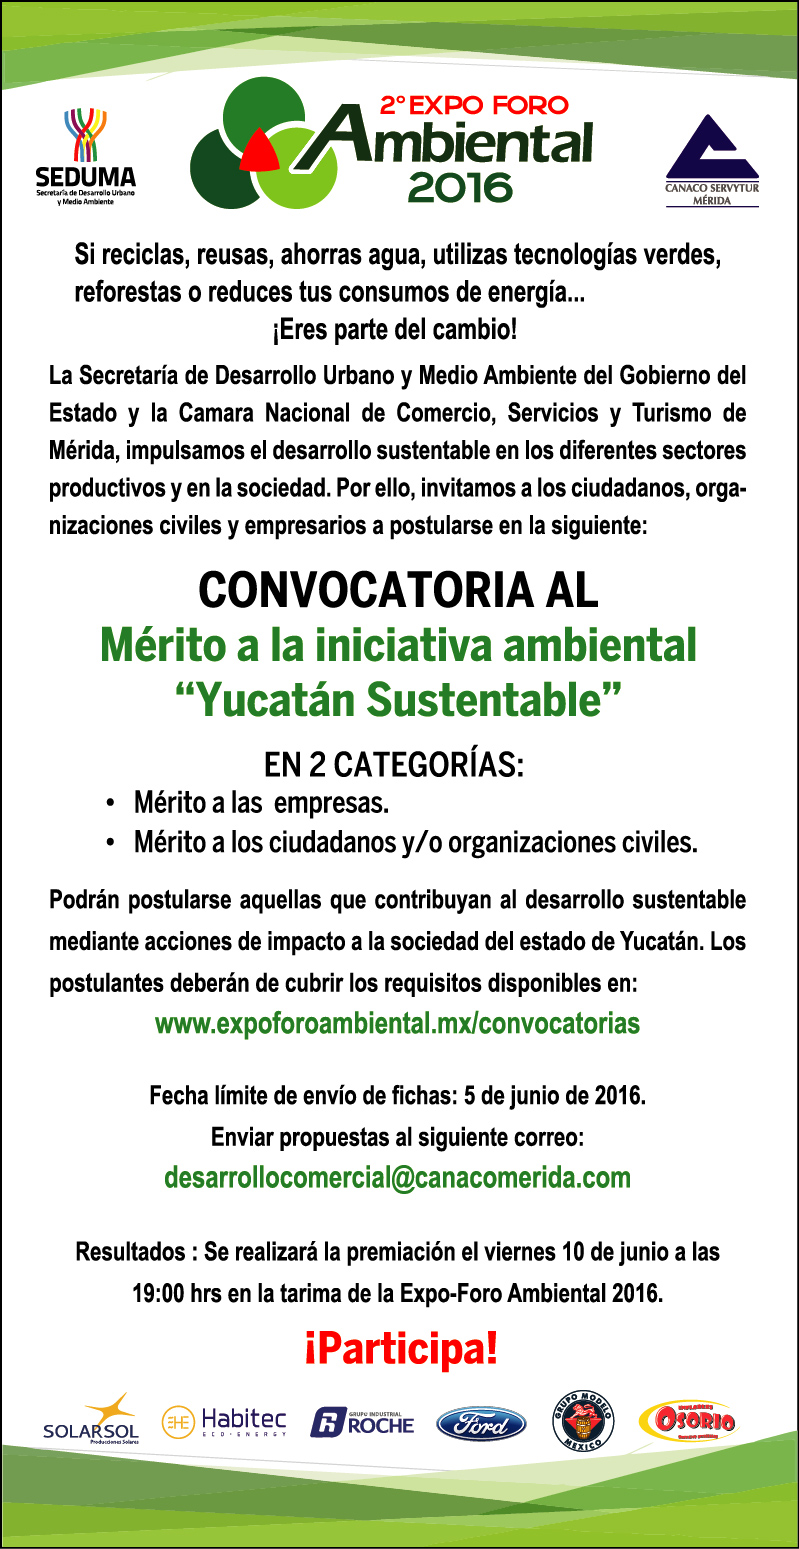 2° EXPO FORO
Ambiental
2016
SEDUMA
Secretaría de Desarrollo Urbano
y Medio Ambiente
CANACO SERVYTUR
MÉRIDA
Si reciclas, reusas, ahorras agua, utilizas tecnologías verdes,
reforestas o reduces tus consumos de energía...
¡Eres parte del cambio!
La Secretaría de Desarrollo Urbano y Medio Ambiente del Gobierno del
Estado y la Camara Nacional de Comercio, Servicios y Turismo de
Mérida, impulsamos el desarrollo sustentable en los diferentes sectores
productivos y en la sociedad. Por ello, invitamos a los ciudadanos, orga-
nizaciones civiles y empresarios a postularse en la siguiente:
CONVOCATORIA AL
Mérito a la iniciativa ambiental
“Yucatán Sustentable”
EN 2 CATEGORÍAS:
• Mérito a las empresas.
• Mérito a los ciudadanos y/o organizaciones civiles.
Podrán postularse aquellas que contribuyan al desarrollo sustentable
mediante acciones de impacto a la sociedad del estado de Yucatán. Los
postulantes deberán de cubrir los requisitos disponibles en:
www.expoforoambiental.mx/convocatorias
Fecha límite de envío de fichas: 5 de junio de 2016.
Enviar propuestas al siguiente correo:
desarrollocomercial@canacomerida.com
Resultados : Se realizará la premiación el viernes 10 de junio a las
19:00 hrs en la tarima de la Expo-Foro Ambiental 2016.
¡Participa!
SOLARSOL
Producciones Solares
Habitec
ECO-ENERGY
GRUPO INDUSTRIAL
ROCHE
Ford
GRUPO MODELO
MEXICO
OSORIO